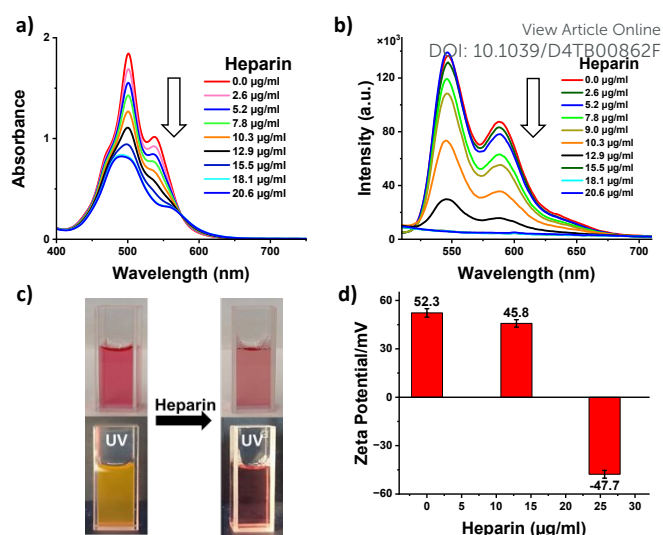 View Article Online
DOI: 10.1039/D4TB00862F
a)
2
1
0
400
500
600
700
Absorbance
Wavelength (nm)
Heparin
0.0 µg/ml
2.6 µg/ml
5.2 µg/ml
7.8 µg/ml
10.3 µg/ml
12.9 µg/ml
15.5 µg/ml
18.1 µg/ml
20.6 µg/ml
b)
×10³
120
80
40
0
550
600
650
700
Intensity (a.u.)
Wavelength (nm)
Heparin
0.0 µg/ml
2.6 µg/ml
5.2 µg/ml
7.8 µg/ml
9.0 µg/ml
10.3 µg/ml
12.9 µg/ml
15.5 µg/ml
18.1 µg/ml
20.6 µg/ml
c)
Heparin
UV
UV
d)
60
30
0
-30
-60
0
5
10
15
20
25
30
52.3
45.8
-47.7
Zeta Potential/mV
Heparin (µg/ml)